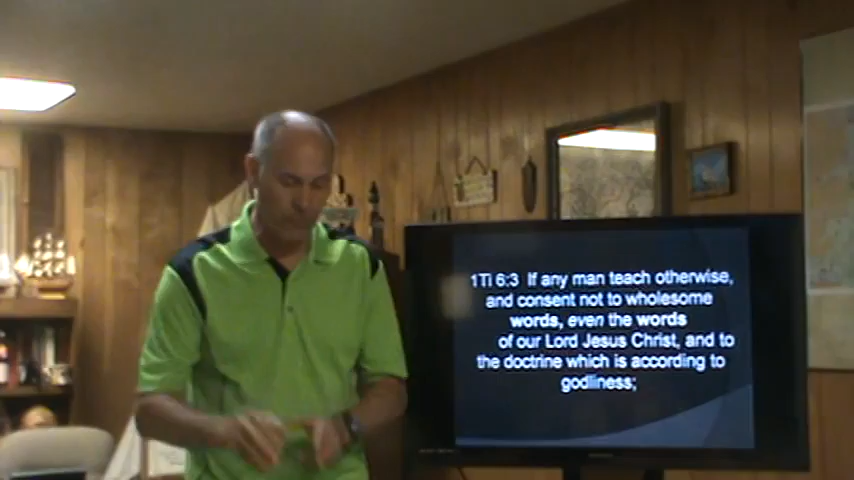 1Ti 6:3 If any man teach otherwise,
and consent not to wholesome
words, even the words
of our Lord Jesus Christ, and to
the doctrine which is according to
godliness;